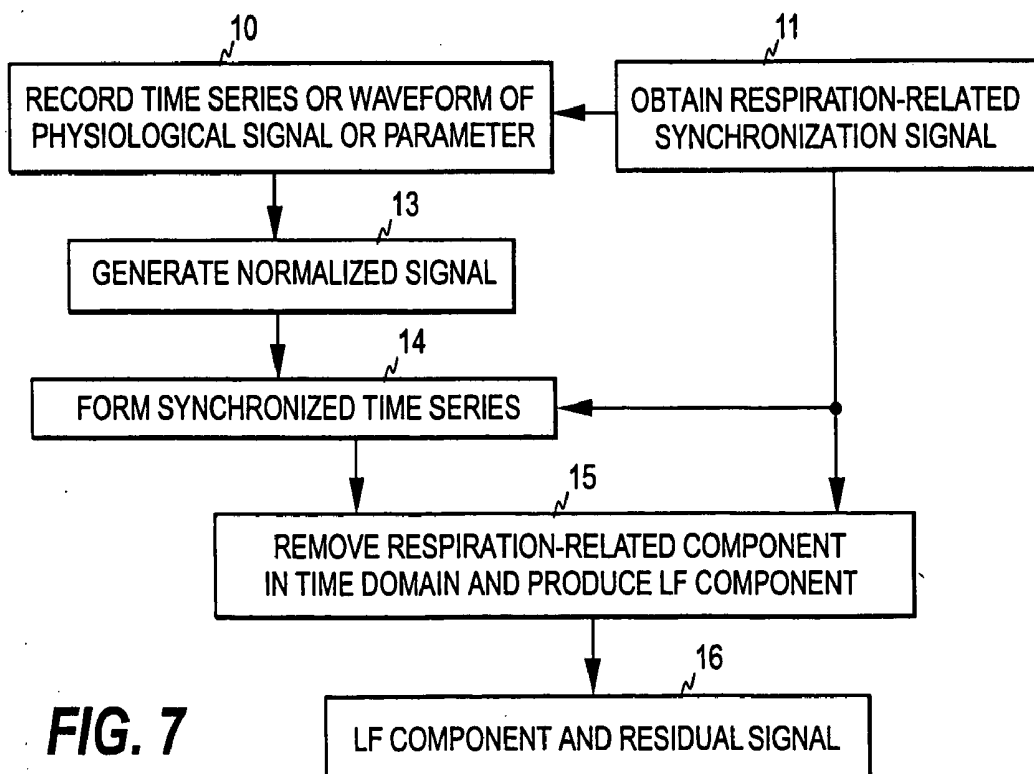 10
RECORD TIME SERIES OR WAVEFORM OF
PHYSIOLOGICAL SIGNAL OR PARAMETER
11
OBTAIN RESPIRATION-RELATED
SYNCHRONIZATION SIGNAL
13
GENERATE NORMALIZED SIGNAL
14
FORM SYNCHRONIZED TIME SERIES
15
REMOVE RESPIRATION-RELATED COMPONENT
IN TIME DOMAIN AND PRODUCE LF COMPONENT
16
LF COMPONENT AND RESIDUAL SIGNAL
FIG. 7